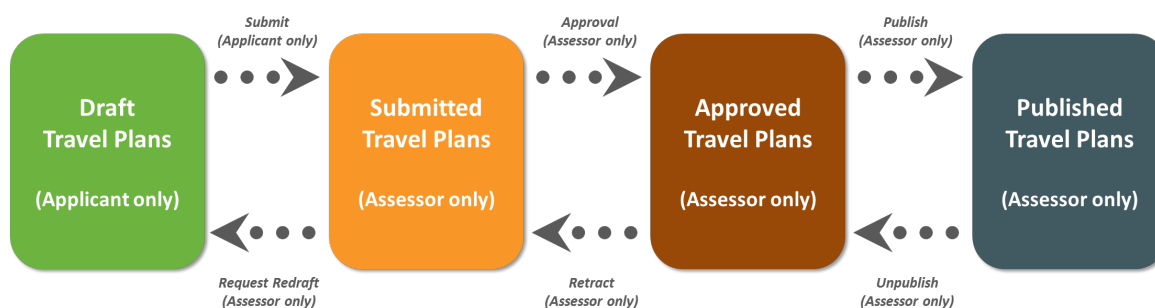 Submit
(Applicant only)
Approval
(Assessor only)
Publish
(Assessor only)
Draft
Travel Plans
(Applicant only)
Submitted
Travel Plans
(Assessor only)
Approved
Travel Plans
(Assessor only)
Published
Travel Plans
(Assessor only)
Request Redraft
(Assessor only)
Retract
(Assessor only)
Unpublish
(Assessor only)